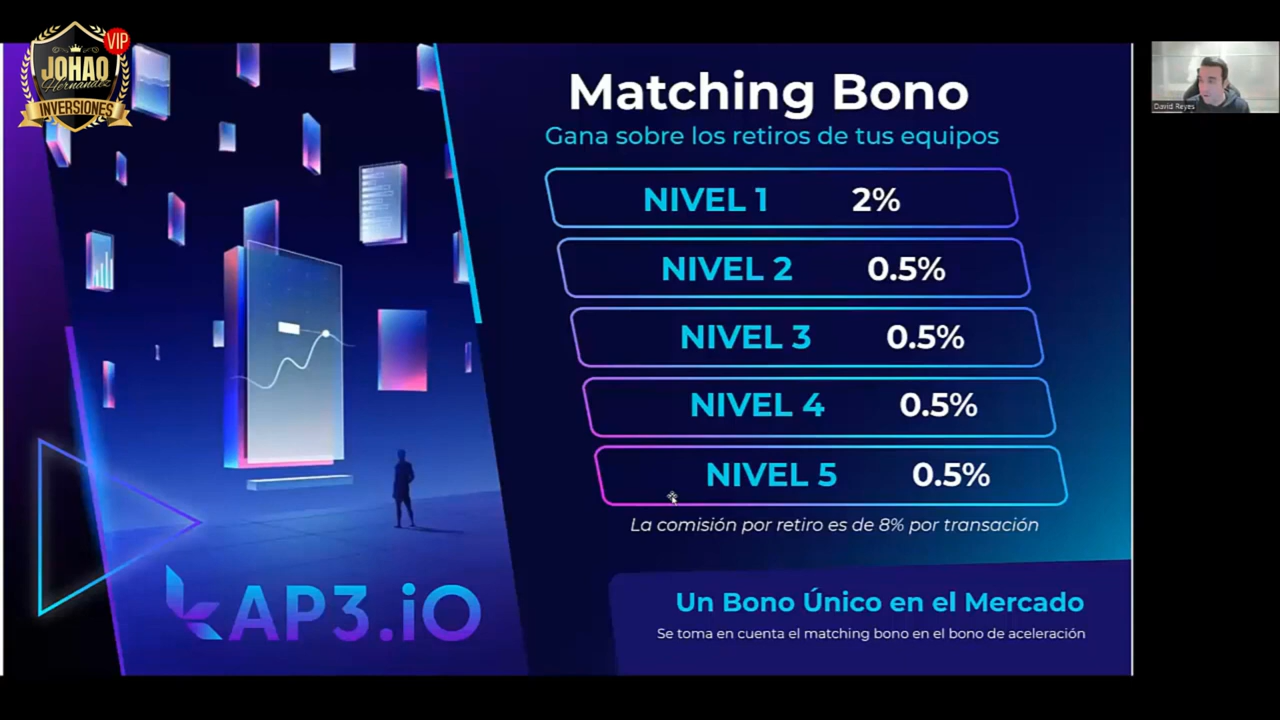 VIP
JOHAO
Hernandez
INVERSIONES
David Reyes
Matching Bono
Gana sobre los retiros de tus equipos
NIVEL 1 2%
NIVEL 2 0.5%
NIVEL 3 0.5%
NIVEL 4 0.5%
NIVEL 5 0.5%
La comisión por retiro es de 8% por transación
AP3.iO
Un Bono Único en el Mercado
Se toma en cuenta el matching bono en el bono de aceleración